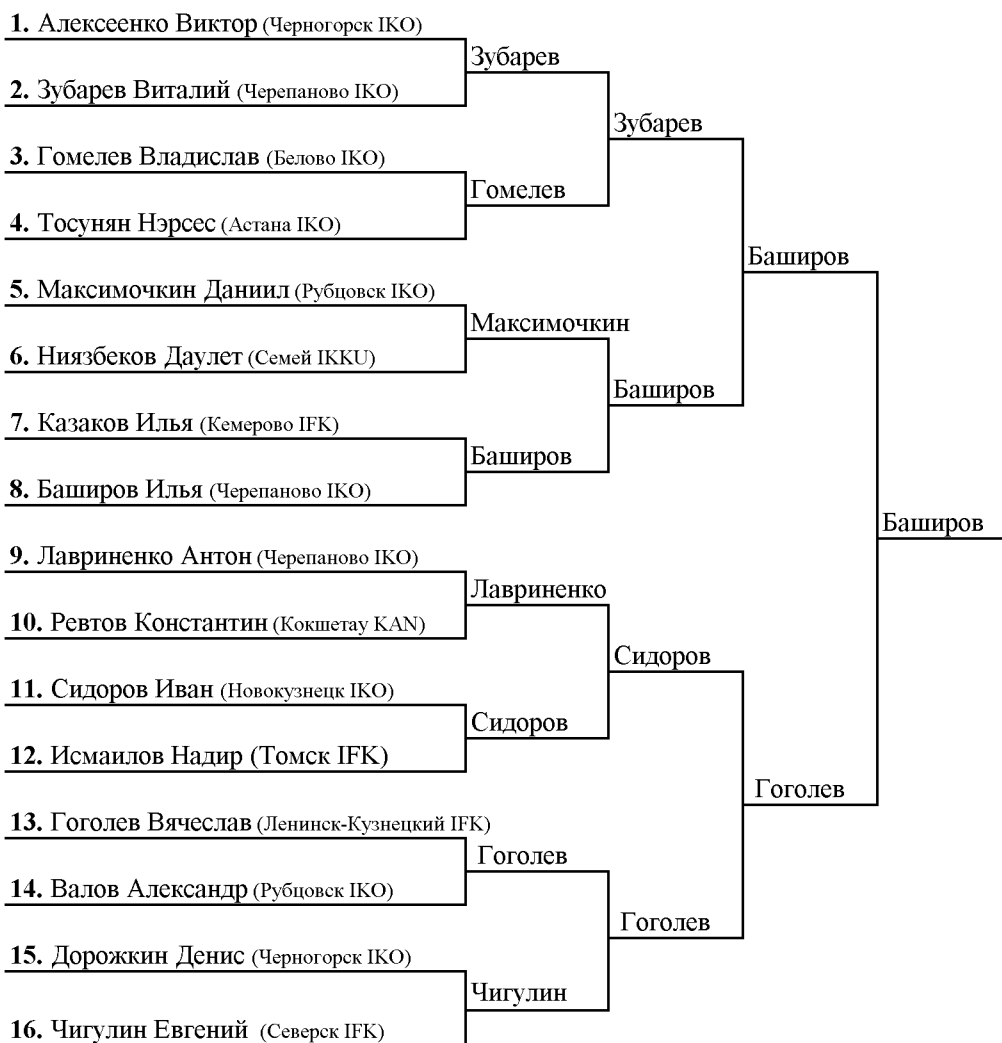 1. Алексеенко Виктор (Черногорск IKO)
Зубарев
2. Зубарев Виталий (Черепаново IKO)
Зубарев
3. Гомелев Владислав (Белово IKO)
Гомелев
4. Тосунян Нэрсес (Астана IKO)
Баширов
5. Максимочкин Даниил (Рубцовск IKO)
Максимочкин
6. Ниязбеков Даулет (Семей IKKU)
Баширов
7. Казаков Илья (Кемерово IFK)
Баширов
8. Баширов Илья (Черепаново IKO)
Баширов
9. Лавриненко Антон (Черепаново IKO)
Лавриненко
10. Ревтов Константин (Кокшетау KAN)
Сидоров
11. Сидоров Иван (Новокузнецк IKO)
Сидоров
12. Исмаилов Надир (Томск IFK)
Гоголев
13. Гоголев Вячеслав (Ленинск-Кузнецкий IFK)
Гоголев
14. Валов Александр (Рубцовск IKO)
Гоголев
15. Дорожкин Денис (Черногорск IKO)
Чигулин
16. Чигулин Евгений (Северск IFK)